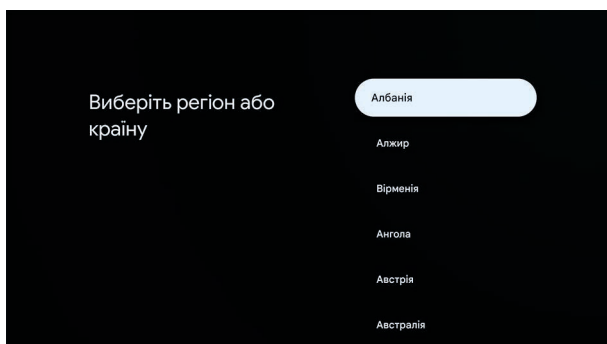 Виберіть регіон або
країну
Албанія
Алжир
Вірменія
Ангола
Австрія
Австралія